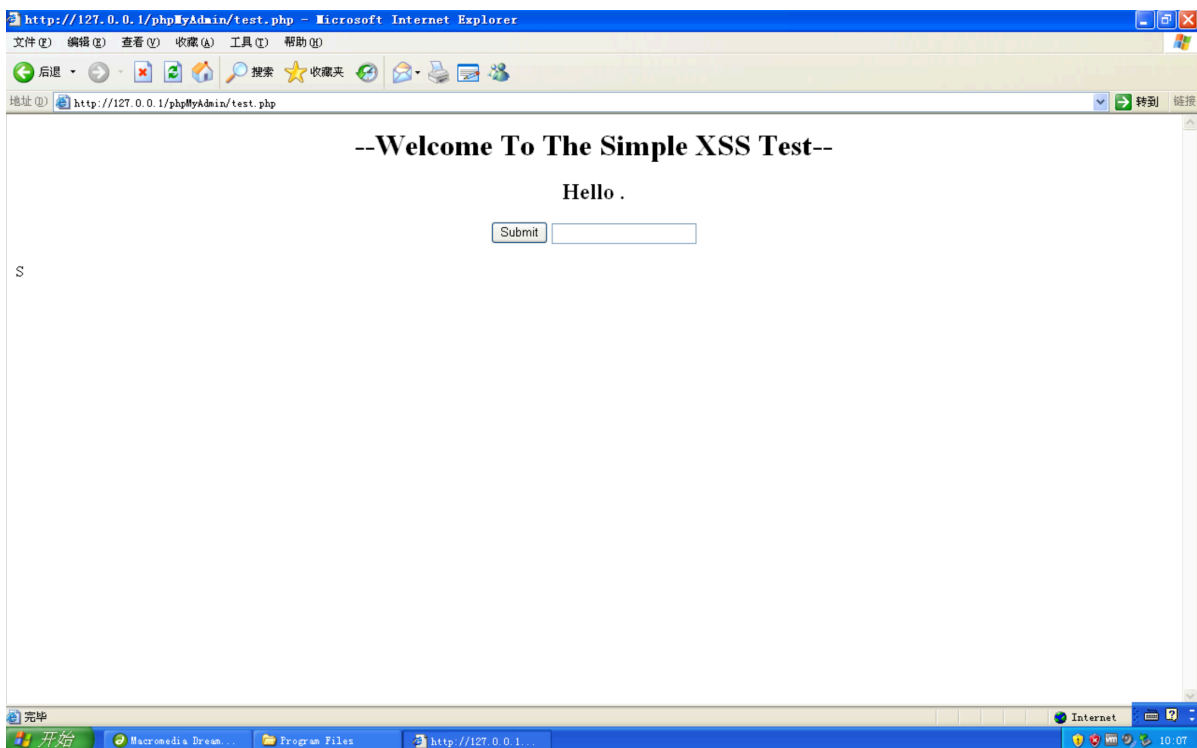 http://127.0.0.1/phpMyAdmin/test.php - Microsoft Internet Explorer
文件(F) 编辑(E) 查看(V) 收藏(A) 工具(T) 帮助(H)
后退 搜索 收藏夹
地址(D) http://127.0.0.1/phpMyAdmin/test.php 转到 链接
--Welcome To The Simple XSS Test--
Hello .
Submit
S
完毕 Internet
开始 Macromedia Dream... Program Files http://127.0.0.1... 10:07